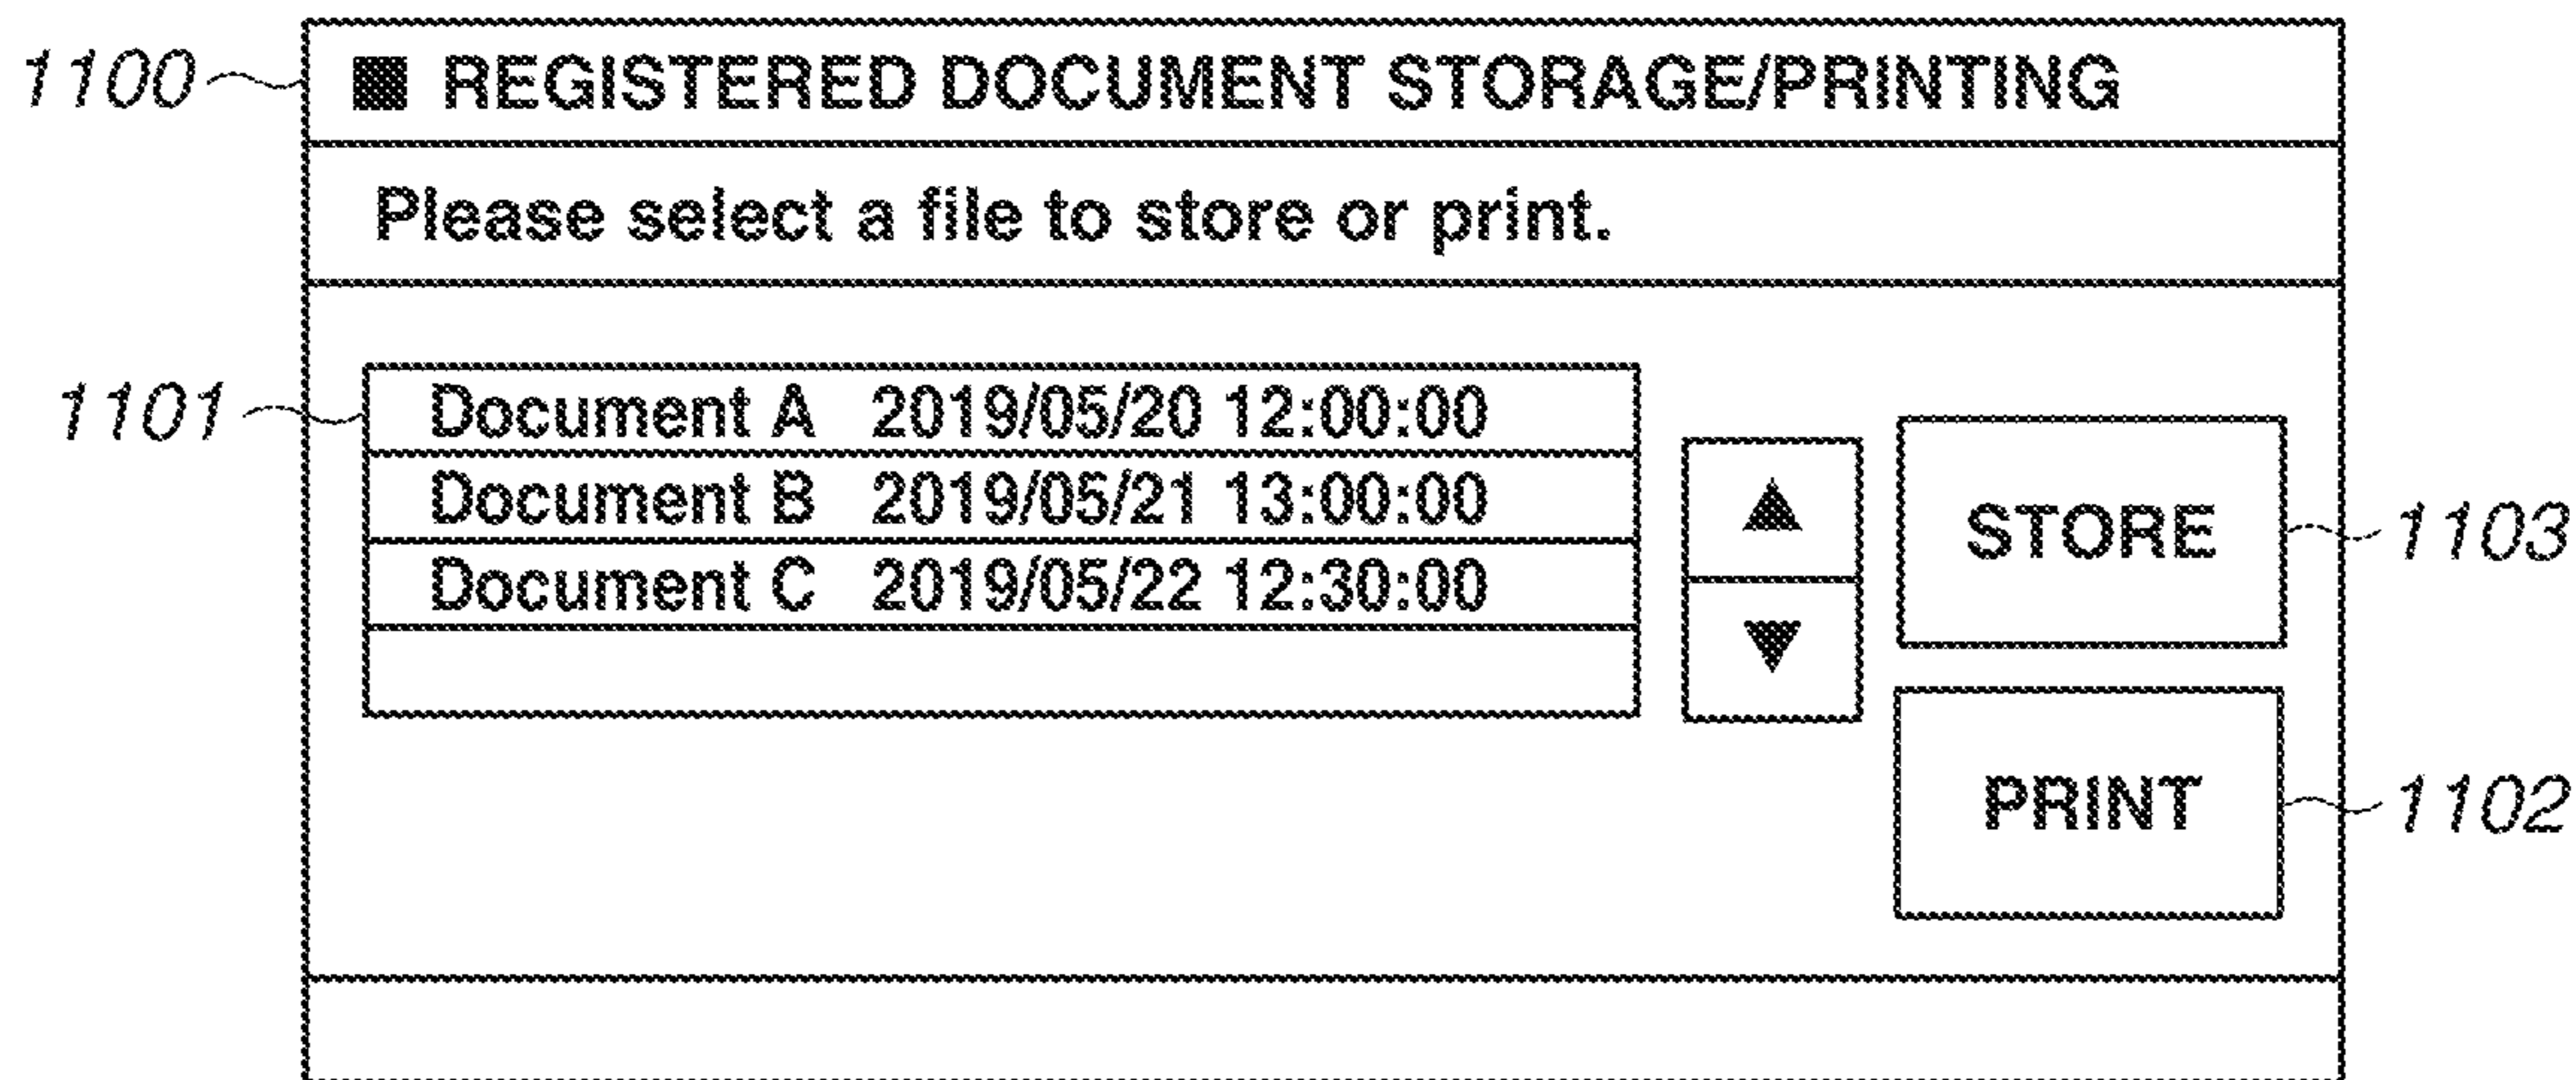 1100
■ REGISTERED DOCUMENT STORAGE/PRINTING
Please select a file to store or print.
1101
Document A 2019/05/20 12:00:00
Document B 2019/05/21 13:00:00
Document C 2019/05/22 12:30:00
▲
▼
STORE
1103
PRINT
1102